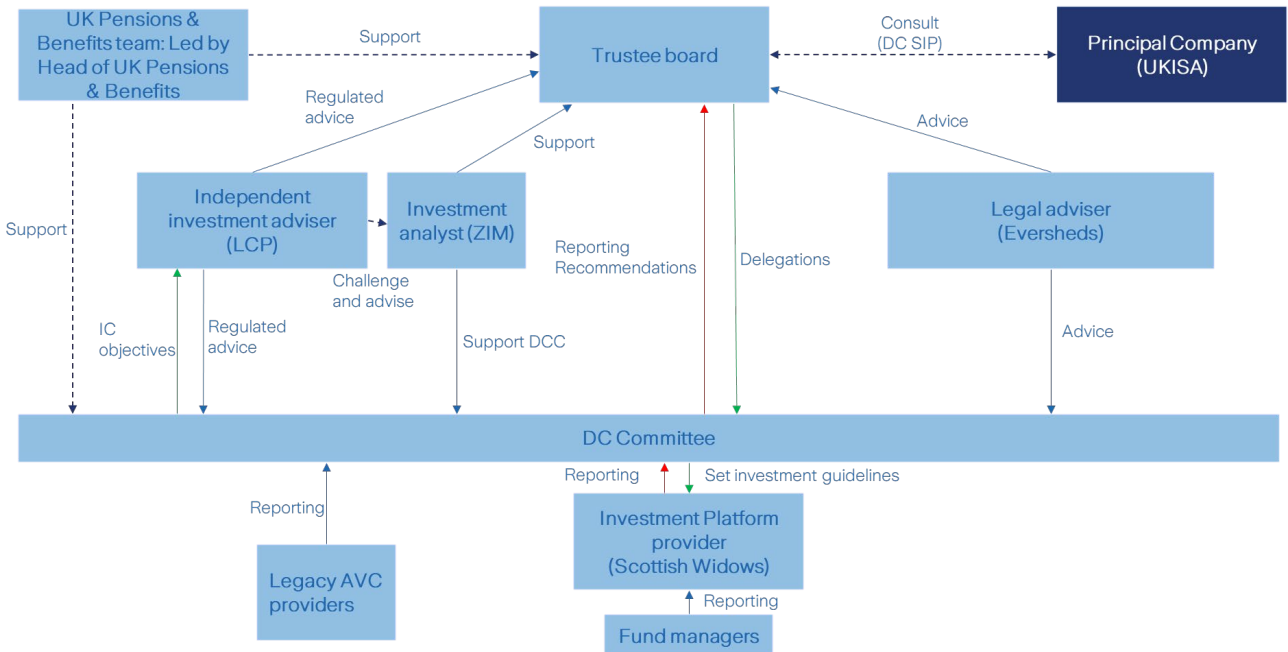 UK Pensions &
Benefits team: Led by
Head of UK Pensions
& Benefits
Support
Trustee board
Consult
(DC SIP)
Principal Company
(UKISA)
Regulated
advice
Support
Advice
Support
Independent
investment adviser
(LCP)
Investment
analyst (ZIM)
Legal adviser
(Eversheds)
Reporting
Recommendations
Delegations
Challenge
and advise
IC
objectives
Regulated
advice
Support DCC
Advice
DC Committee
Reporting
Set investment guidelines
Reporting
Investment Platform
provider
(Scottish Widows)
Legacy AVC
providers
Reporting
Fund managers